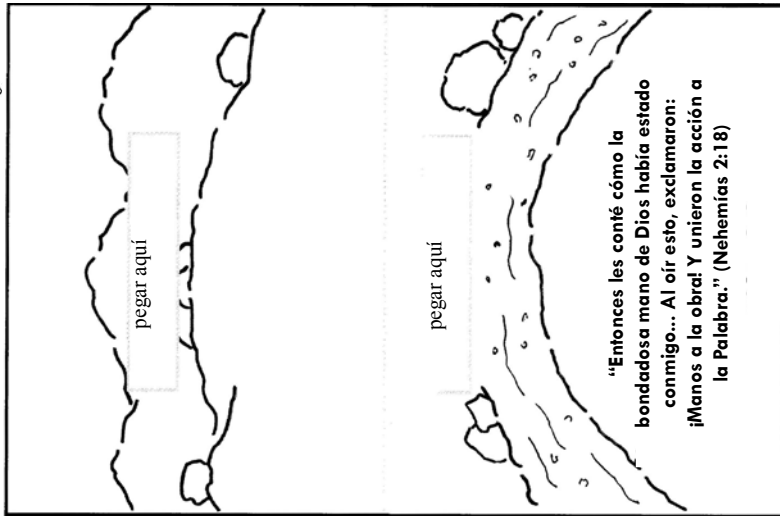 pegar aquí
pegar aquí
“Entonces les conté cómo la
bondadosa mano de Dios había estado
conmigo... Al oír esto, exclamaron:
¡Manos a la obra! Y unieron la acción a
la Palabra.” (Nehemías 2:18)